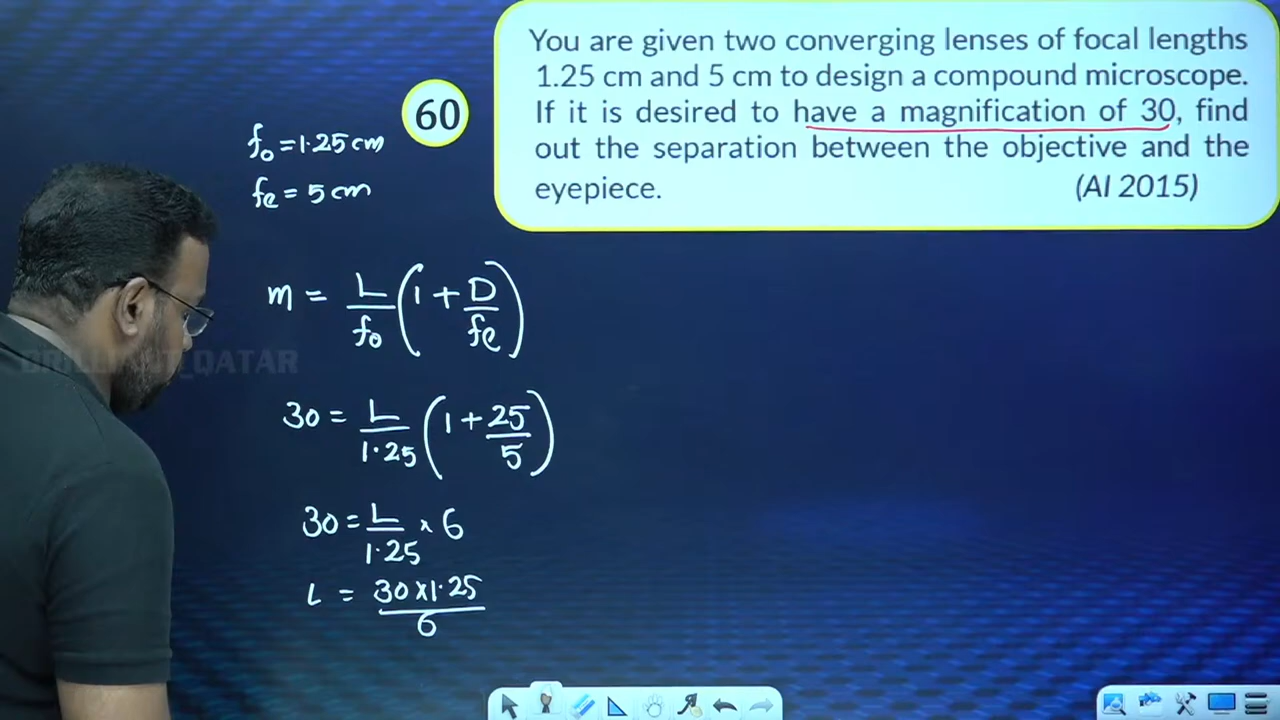 You are given two converging lenses of focal lengths
1.25 cm and 5 cm to design a compound microscope.
If it is desired to have a magnification of 30, find
out the separation between the objective and the
eyepiece. (AI 2015)
60
fo = 1.25 cm
fe = 5 cm
m = L/fo (1 + D/fe)
30 = L/1.25 (1 + 25/5)
30 = L/1.25 × 6
L = 30×1.25/6
BRILLIANT_QATAR